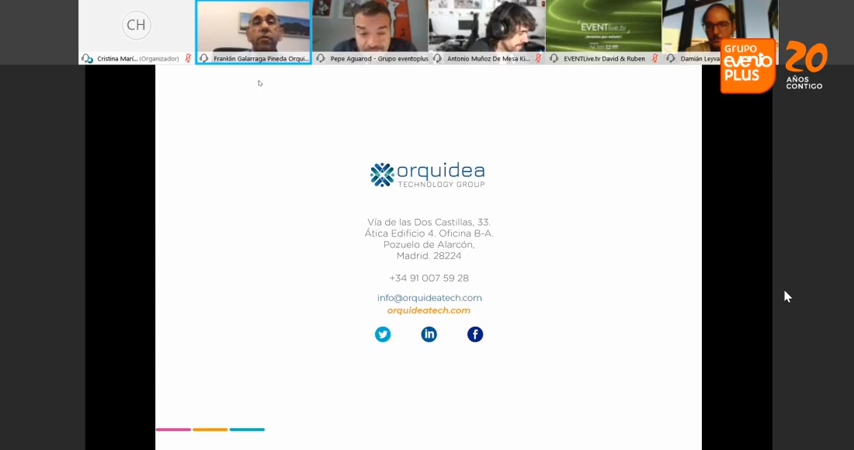 CH
Cristina Marí... (Organizador)
Franklin Galarraga Pineda Orqui...
Pepe Aguarod - Grupo eventoplus
Antonio Muñoz De Mesa Ki...
EVENTLive.tv
EVENTLive.tv David & Ruben
Damián Leyva
GRUPO
evento
PLUS
20
AÑOS
CONTIGO
orquidea
TECHNOLOGY GROUP
Vía de las Dos Castillas, 33.
Ática Edificio 4. Oficina B-A.
Pozuelo de Alarcón,
Madrid. 28224
+34 91 007 59 28
info@orquideatech.com
orquideatech.com
in
f